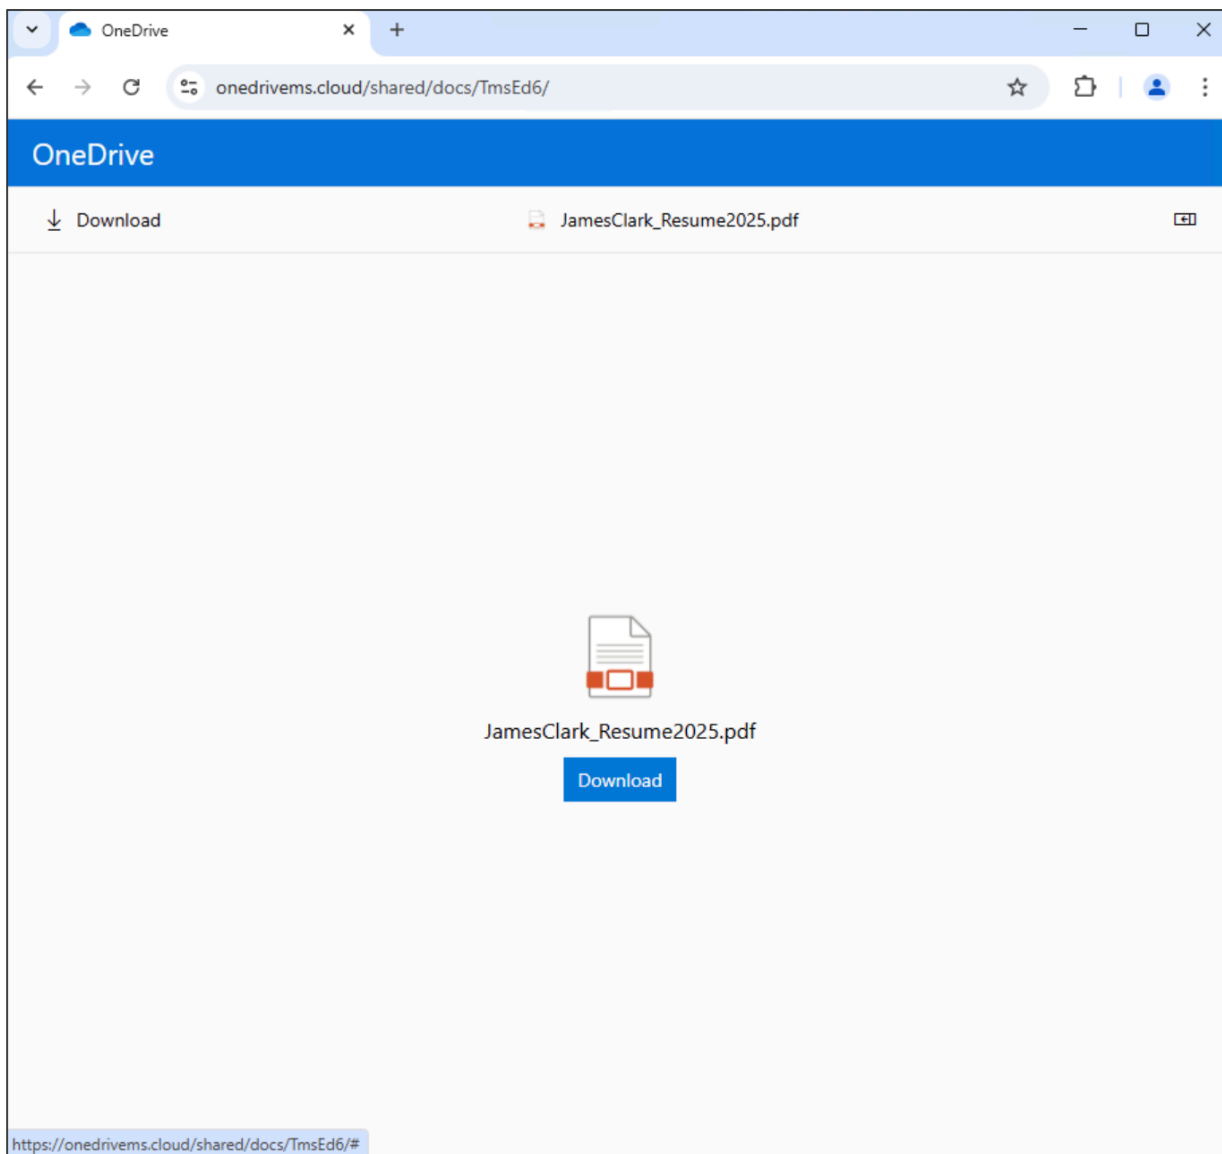 OneDrive
onedrivems.cloud/shared/docs/TmsEd6/
OneDrive
Download
JamesClark_Resume2025.pdf
JamesClark_Resume2025.pdf
Download
https://onedrivems.cloud/shared/docs/TmsEd6/#